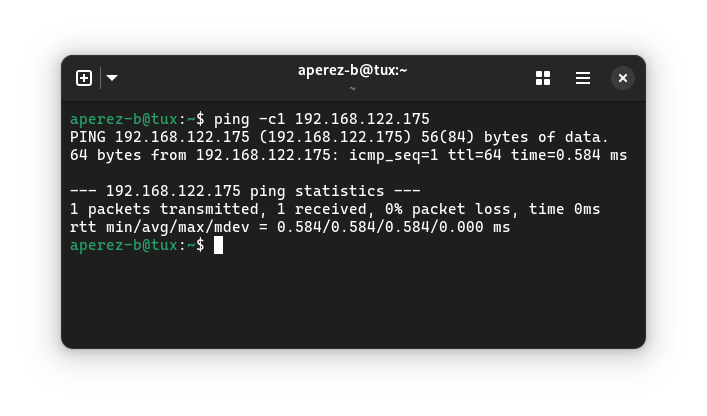 aperez-b@tux:~
~
aperez-b@tux:~$ ping -c1 192.168.122.175
PING 192.168.122.175 (192.168.122.175) 56(84) bytes of data.
64 bytes from 192.168.122.175: icmp_seq=1 ttl=64 time=0.584 ms
--- 192.168.122.175 ping statistics ---
1 packets transmitted, 1 received, 0% packet loss, time 0ms
rtt min/avg/max/mdev = 0.584/0.584/0.584/0.000 ms
aperez-b@tux:~$